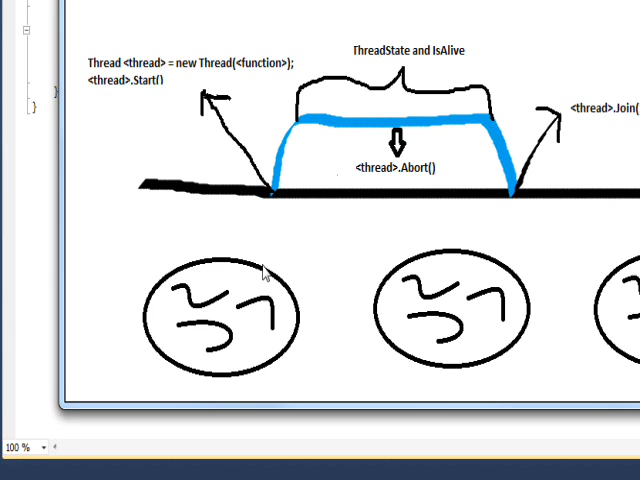 Thread <thread> = new Thread(<function>);
<thread>.Start()
ThreadState and IsAlive
<thread>.Join(
<thread>.Abort()
}
}
100 %